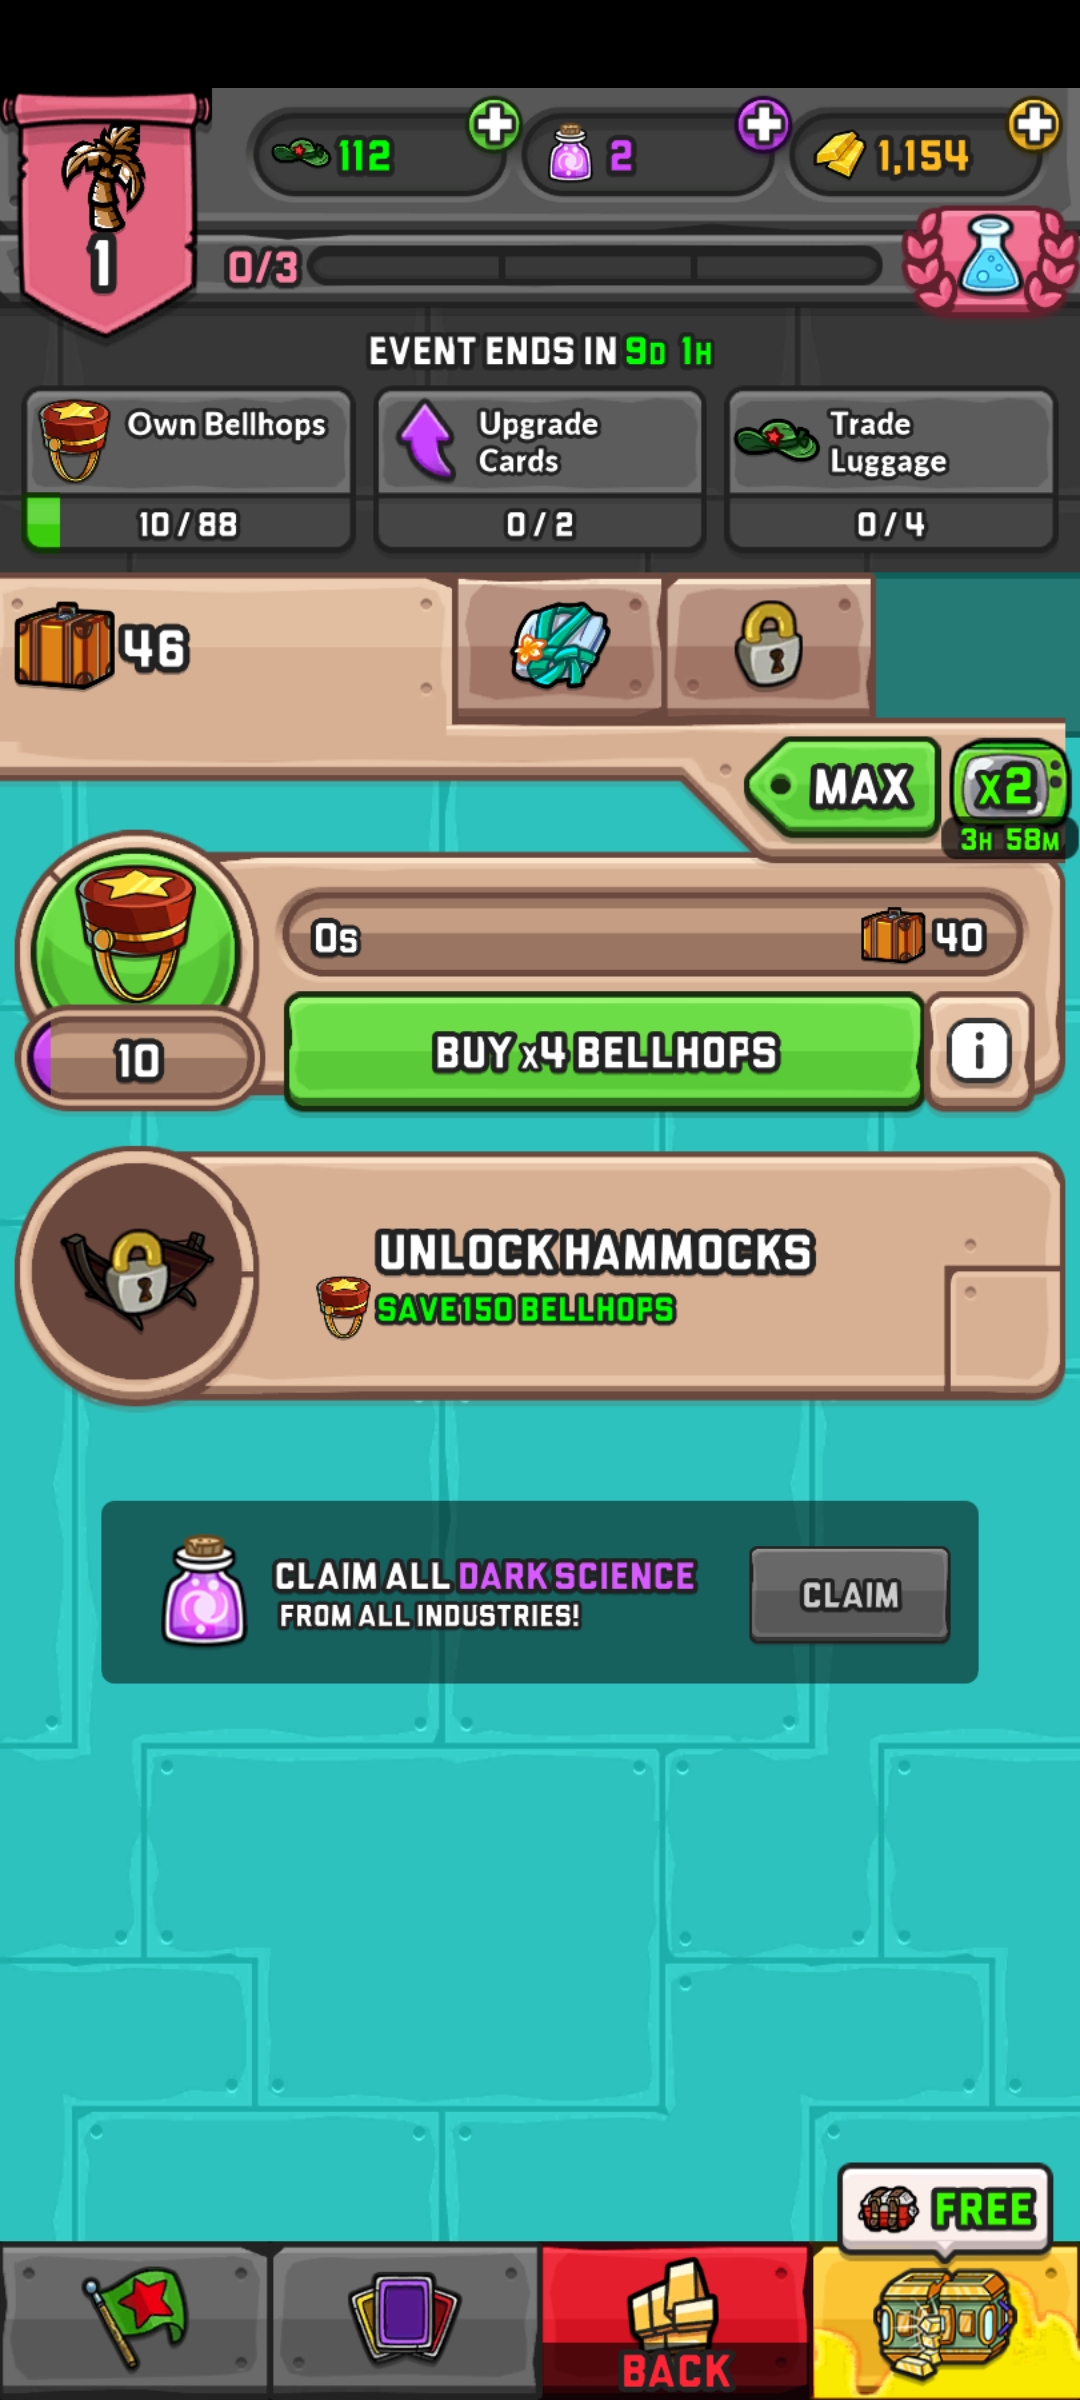 112
2
1,154
1
0/3
EVENT ENDS IN 9D 1H
Own Bellhops
Upgrade
Cards
Trade
Luggage
10 / 88
0 / 2
0 / 4
46
MAX
x2
3H 58M
0s
40
10
BUY x4 BELLHOPS
i
UNLOCK HAMMOCKS
SAVE 150 BELLHOPS
CLAIM ALL DARK SCIENCE
FROM ALL INDUSTRIES!
CLAIM
FREE
BACK